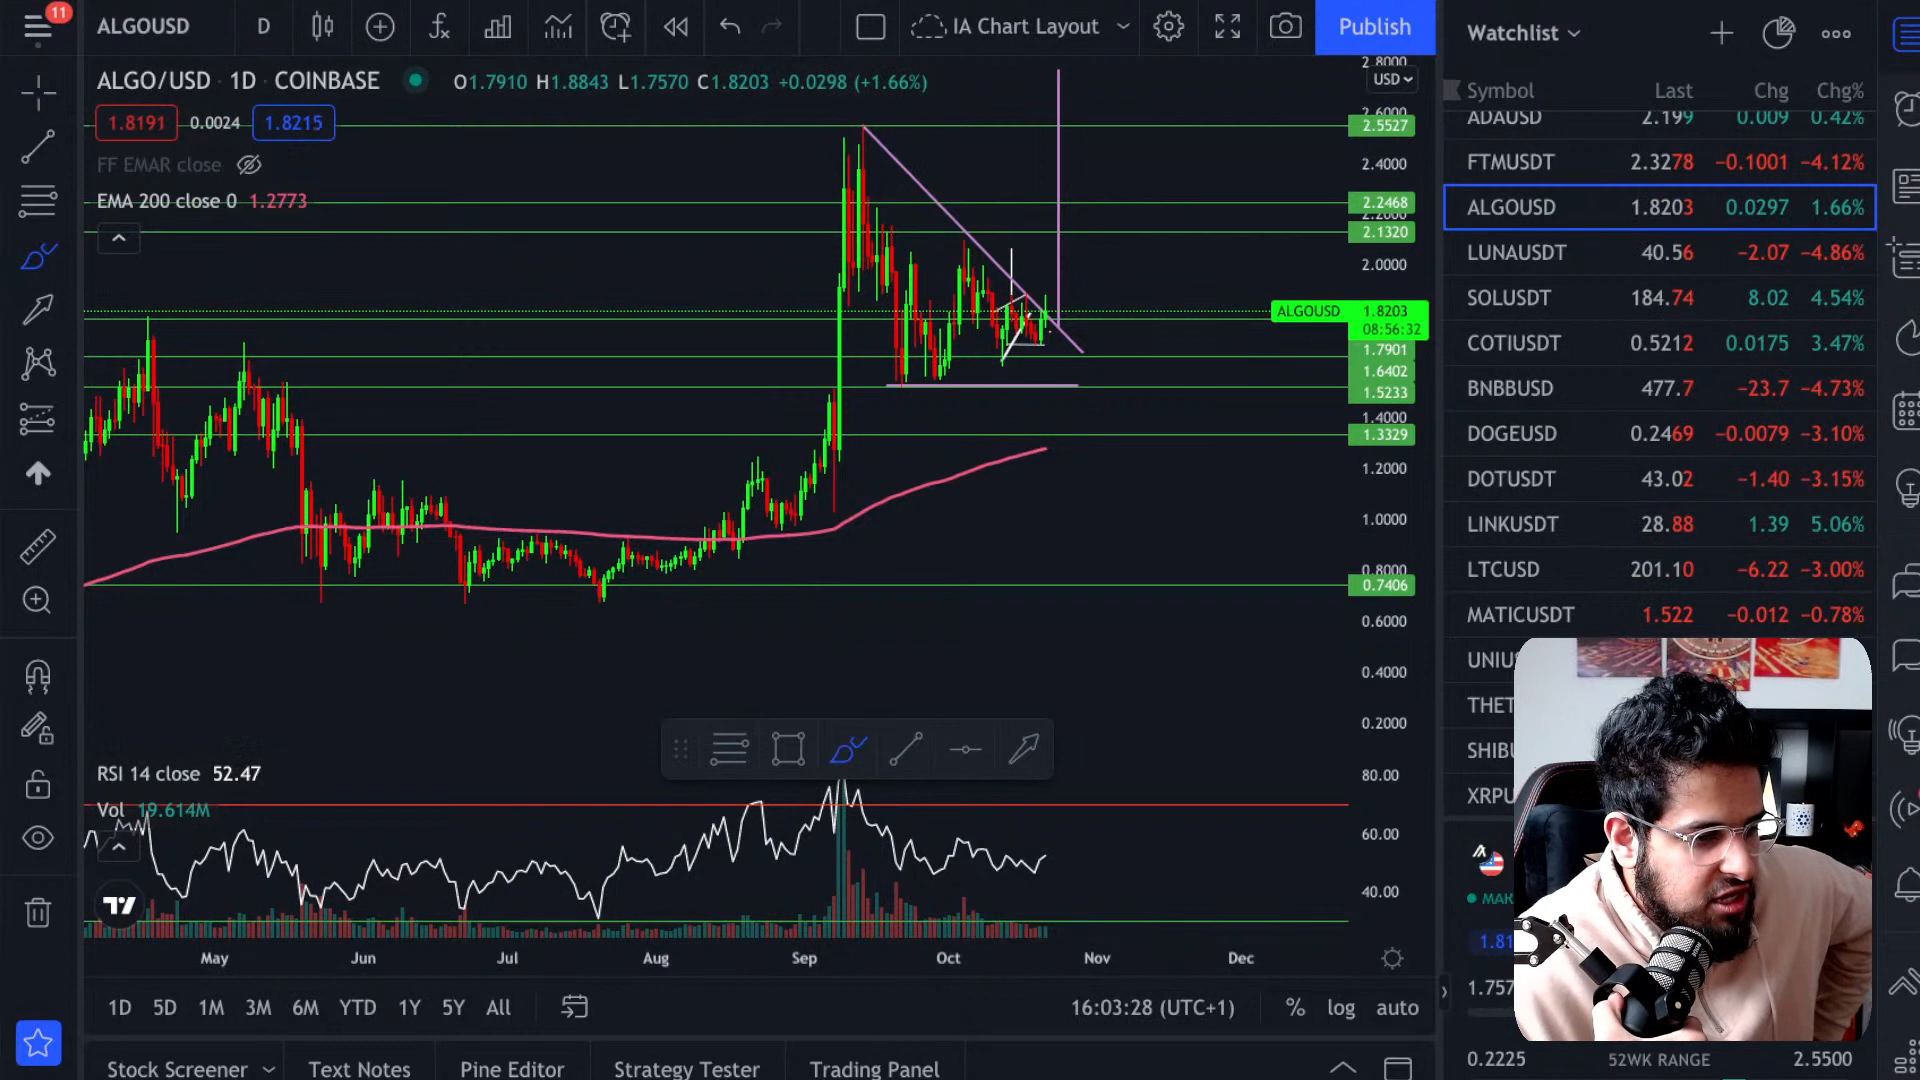 11
ALGOUSD D IA Chart Layout Publish
ALGO/USD · 1D · COINBASE O1.7910 H1.8843 L1.7570 C1.8203 +0.0298 (+1.66%)
1.8191 0.0024 1.8215
FF EMAR close
EMA 200 close 0 1.2773
USD
2.8000
2.6000
2.5527
2.4000
2.2468
2.2000
2.1320
2.0000
ALGOUSD 1.8203
08:56:32
1.7901
1.6402
1.5233
1.4000
1.3329
1.2000
1.0000
0.8000
0.7406
0.6000
0.4000
0.2000
RSI 14 close 52.47
Vol 19.614M
80.00
60.00
40.00
May Jun Jul Aug Sep Oct Nov Dec
1D 5D 1M 3M 6M YTD 1Y 5Y All 16:03:28 (UTC+1) % log auto
Stock Screener Text Notes Pine Editor Strategy Tester Trading Panel
Watchlist
Symbol Last Chg Chg%
ADAUSD 2.199 0.009 0.42%
FTMUSDT 2.3278 −0.1001 −4.12%
ALGOUSD 1.8203 0.0297 1.66%
LUNAUSDT 40.56 −2.07 −4.86%
SOLUSDT 184.74 8.02 4.54%
COTIUSDT 0.5212 0.0175 3.47%
BNBBUSD 477.7 −23.7 −4.73%
DOGEUSD 0.2469 −0.0079 −3.10%
DOTUSDT 43.02 −1.40 −3.15%
LINKUSDT 28.88 1.39 5.06%
LTCUSD 201.10 −6.22 −3.00%
MATICUSDT 1.522 −0.012 −0.78%
UNIUS
THET
SHIBU
XRPU
MAR
1.81
1.757
0.2225 52WK RANGE 2.5500